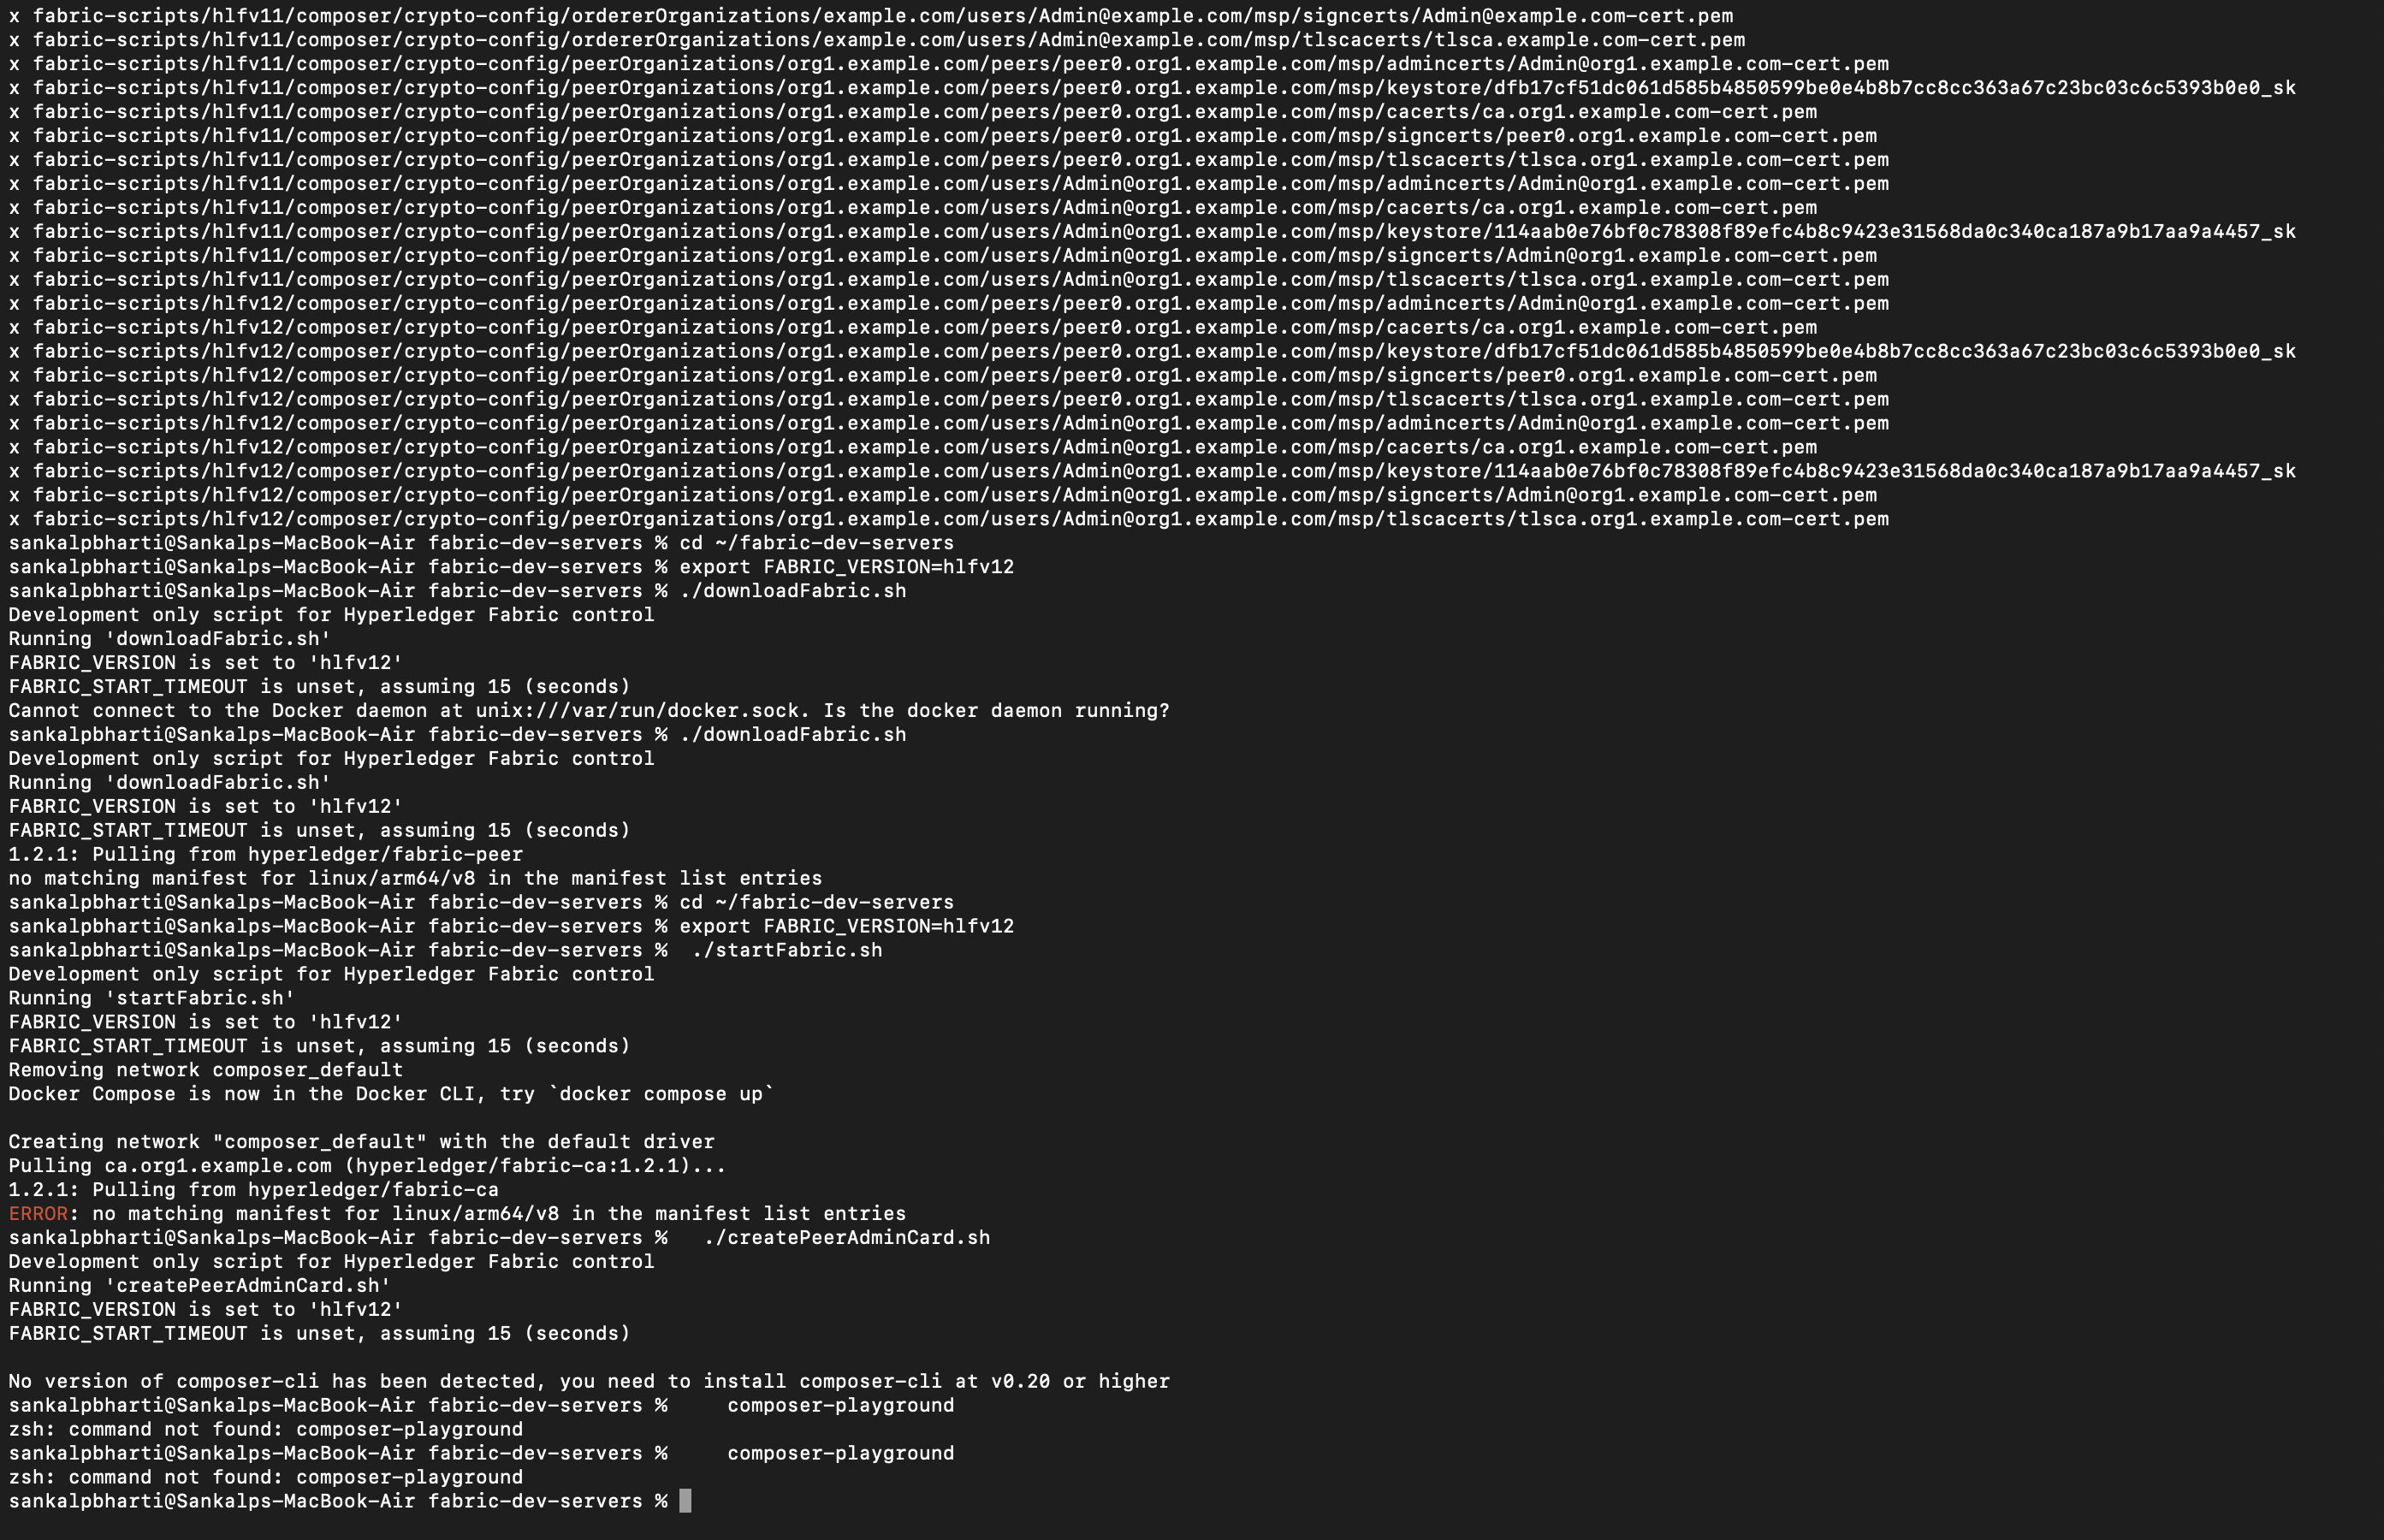 x fabric-scripts/hlfv11/composer/crypto-config/ordererOrganizations/example.com/users/Admin@example.com/msp/signcerts/Admin@example.com-cert.pem
x fabric-scripts/hlfv11/composer/crypto-config/ordererOrganizations/example.com/users/Admin@example.com/msp/tlscacerts/tlsca.example.com-cert.pem
x fabric-scripts/hlfv11/composer/crypto-config/peerOrganizations/org1.example.com/peers/peer0.org1.example.com/msp/admincerts/Admin@org1.example.com-cert.pem
x fabric-scripts/hlfv11/composer/crypto-config/peerOrganizations/org1.example.com/peers/peer0.org1.example.com/msp/keystore/dfb17cf51dc061d585b4850599be0e4b8b7cc8cc363a67c23bc03c6c5393b0e0_sk
x fabric-scripts/hlfv11/composer/crypto-config/peerOrganizations/org1.example.com/peers/peer0.org1.example.com/msp/cacerts/ca.org1.example.com-cert.pem
x fabric-scripts/hlfv11/composer/crypto-config/peerOrganizations/org1.example.com/peers/peer0.org1.example.com/msp/signcerts/peer0.org1.example.com-cert.pem
x fabric-scripts/hlfv11/composer/crypto-config/peerOrganizations/org1.example.com/peers/peer0.org1.example.com/msp/tlscacerts/tlsca.org1.example.com-cert.pem
x fabric-scripts/hlfv11/composer/crypto-config/peerOrganizations/org1.example.com/users/Admin@org1.example.com/msp/admincerts/Admin@org1.example.com-cert.pem
x fabric-scripts/hlfv11/composer/crypto-config/peerOrganizations/org1.example.com/users/Admin@org1.example.com/msp/cacerts/ca.org1.example.com-cert.pem
x fabric-scripts/hlfv11/composer/crypto-config/peerOrganizations/org1.example.com/users/Admin@org1.example.com/msp/keystore/114aab0e76bf0c78308f89efc4b8c9423e31568da0c340ca187a9b17aa9a4457_sk
x fabric-scripts/hlfv11/composer/crypto-config/peerOrganizations/org1.example.com/users/Admin@org1.example.com/msp/signcerts/Admin@org1.example.com-cert.pem
x fabric-scripts/hlfv11/composer/crypto-config/peerOrganizations/org1.example.com/users/Admin@org1.example.com/msp/tlscacerts/tlsca.org1.example.com-cert.pem
x fabric-scripts/hlfv12/composer/crypto-config/peerOrganizations/org1.example.com/peers/peer0.org1.example.com/msp/admincerts/Admin@org1.example.com-cert.pem
x fabric-scripts/hlfv12/composer/crypto-config/peerOrganizations/org1.example.com/peers/peer0.org1.example.com/msp/cacerts/ca.org1.example.com-cert.pem
x fabric-scripts/hlfv12/composer/crypto-config/peerOrganizations/org1.example.com/peers/peer0.org1.example.com/msp/keystore/dfb17cf51dc061d585b4850599be0e4b8b7cc8cc363a67c23bc03c6c5393b0e0_sk
x fabric-scripts/hlfv12/composer/crypto-config/peerOrganizations/org1.example.com/peers/peer0.org1.example.com/msp/signcerts/peer0.org1.example.com-cert.pem
x fabric-scripts/hlfv12/composer/crypto-config/peerOrganizations/org1.example.com/peers/peer0.org1.example.com/msp/tlscacerts/tlsca.org1.example.com-cert.pem
x fabric-scripts/hlfv12/composer/crypto-config/peerOrganizations/org1.example.com/users/Admin@org1.example.com/msp/admincerts/Admin@org1.example.com-cert.pem
x fabric-scripts/hlfv12/composer/crypto-config/peerOrganizations/org1.example.com/users/Admin@org1.example.com/msp/cacerts/ca.org1.example.com-cert.pem
x fabric-scripts/hlfv12/composer/crypto-config/peerOrganizations/org1.example.com/users/Admin@org1.example.com/msp/keystore/114aab0e76bf0c78308f89efc4b8c9423e31568da0c340ca187a9b17aa9a4457_sk
x fabric-scripts/hlfv12/composer/crypto-config/peerOrganizations/org1.example.com/users/Admin@org1.example.com/msp/signcerts/Admin@org1.example.com-cert.pem
x fabric-scripts/hlfv12/composer/crypto-config/peerOrganizations/org1.example.com/users/Admin@org1.example.com/msp/tlscacerts/tlsca.org1.example.com-cert.pem
sankalpbharti@Sankalps-MacBook-Air fabric-dev-servers % cd ~/fabric-dev-servers
sankalpbharti@Sankalps-MacBook-Air fabric-dev-servers % export FABRIC_VERSION=hlfv12
sankalpbharti@Sankalps-MacBook-Air fabric-dev-servers % ./downloadFabric.sh
Development only script for Hyperledger Fabric control
Running 'downloadFabric.sh'
FABRIC_VERSION is set to 'hlfv12'
FABRIC_START_TIMEOUT is unset, assuming 15 (seconds)
Cannot connect to the Docker daemon at unix:///var/run/docker.sock. Is the docker daemon running?
sankalpbharti@Sankalps-MacBook-Air fabric-dev-servers % ./downloadFabric.sh
Development only script for Hyperledger Fabric control
Running 'downloadFabric.sh'
FABRIC_VERSION is set to 'hlfv12'
FABRIC_START_TIMEOUT is unset, assuming 15 (seconds)
1.2.1: Pulling from hyperledger/fabric-peer
no matching manifest for linux/arm64/v8 in the manifest list entries
sankalpbharti@Sankalps-MacBook-Air fabric-dev-servers % cd ~/fabric-dev-servers
sankalpbharti@Sankalps-MacBook-Air fabric-dev-servers % export FABRIC_VERSION=hlfv12
sankalpbharti@Sankalps-MacBook-Air fabric-dev-servers %  ./startFabric.sh
Development only script for Hyperledger Fabric control
Running 'startFabric.sh'
FABRIC_VERSION is set to 'hlfv12'
FABRIC_START_TIMEOUT is unset, assuming 15 (seconds)
Removing network composer_default
Docker Compose is now in the Docker CLI, try `docker compose up`
Creating network "composer_default" with the default driver
Pulling ca.org1.example.com (hyperledger/fabric-ca:1.2.1)...
1.2.1: Pulling from hyperledger/fabric-ca
ERROR: no matching manifest for linux/arm64/v8 in the manifest list entries
sankalpbharti@Sankalps-MacBook-Air fabric-dev-servers %   ./createPeerAdminCard.sh
Development only script for Hyperledger Fabric control
Running 'createPeerAdminCard.sh'
FABRIC_VERSION is set to 'hlfv12'
FABRIC_START_TIMEOUT is unset, assuming 15 (seconds)
No version of composer-cli has been detected, you need to install composer-cli at v0.20 or higher
sankalpbharti@Sankalps-MacBook-Air fabric-dev-servers %     composer-playground
zsh: command not found: composer-playground
sankalpbharti@Sankalps-MacBook-Air fabric-dev-servers %     composer-playground
zsh: command not found: composer-playground
sankalpbharti@Sankalps-MacBook-Air fabric-dev-servers %